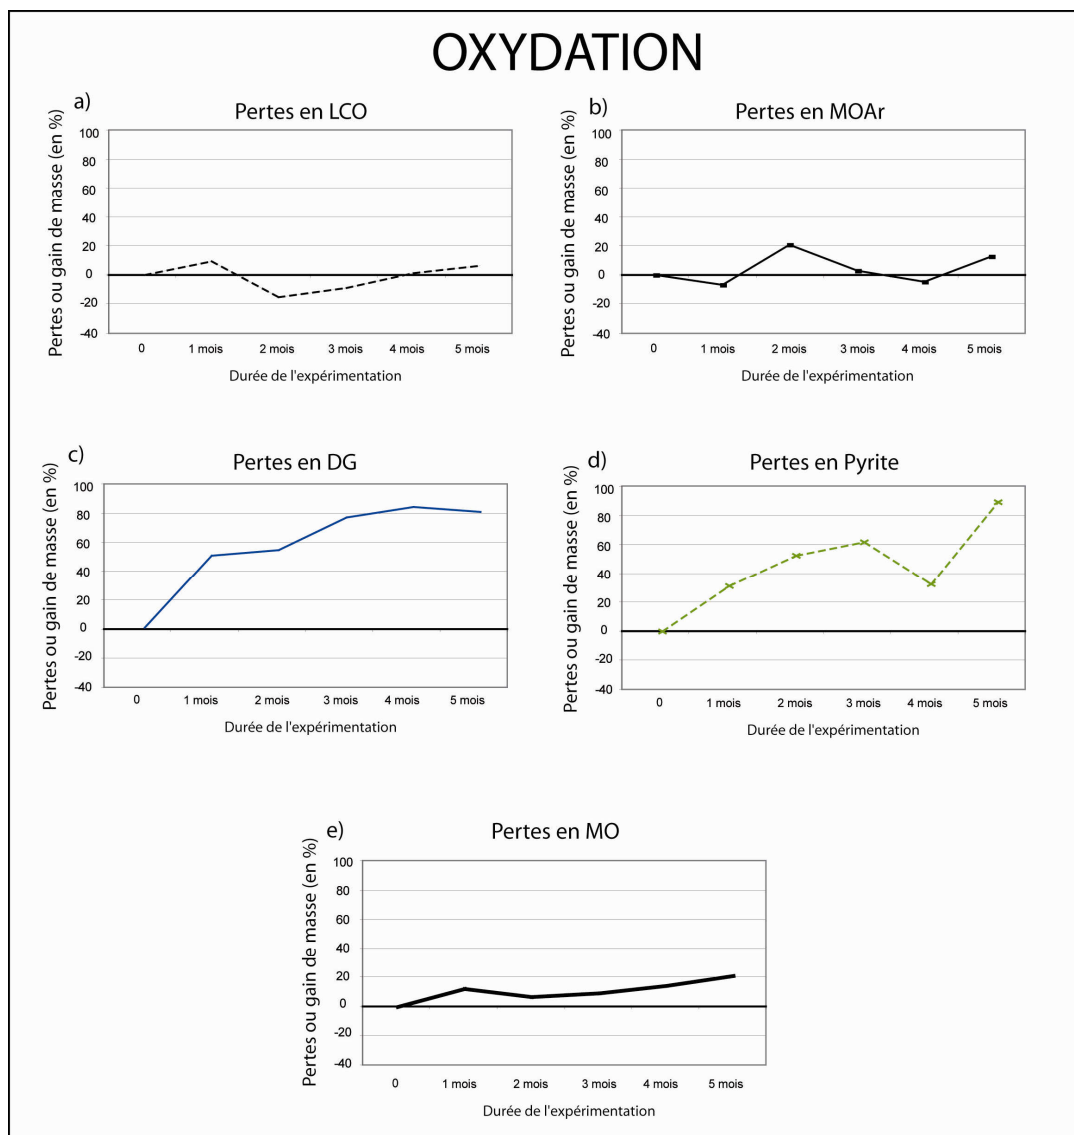 OXYDATION
a)
Pertes en LCO
Pertes ou gain de masse (en %)
100
80
60
40
20
0
-20
-40
0 1 mois 2 mois 3 mois 4 mois 5 mois
Durée de l'expérimentation
b)
Pertes en MOAr
Pertes ou gain de masse (en %)
100
80
60
40
20
0
-20
-40
0 1 mois 2 mois 3 mois 4 mois 5 mois
Durée de l'expérimentation
c)
Pertes en DG
Pertes ou gain de masse (en %)
100
80
60
40
20
0
-20
-40
0 1 mois 2 mois 3 mois 4 mois 5 mois
Durée de l'expérimentation
d)
Pertes en Pyrite
Pertes ou gain de masse (en %)
100
80
60
40
20
0
-20
-40
0 1 mois 2 mois 3 mois 4 mois 5 mois
Durée de l'expérimentation
e)
Pertes en MO
Pertes ou gain de masse (en %)
100
80
60
40
20
0
-20
-40
0 1 mois 2 mois 3 mois 4 mois 5 mois
Durée de l'expérimentation